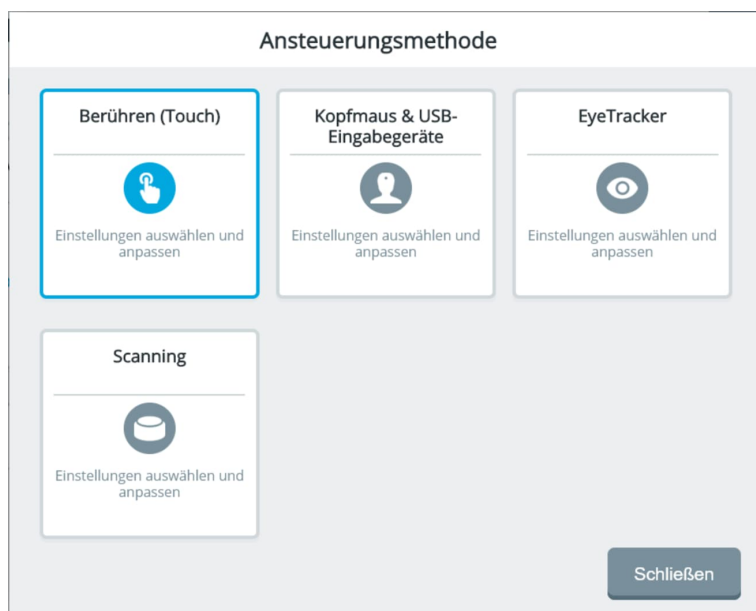 Ansteuerungsmethode
Berühren (Touch)
Einstellungen auswählen und
anpassen
Kopfmaus & USB-
Eingabegeräte
Einstellungen auswählen und
anpassen
EyeTracker
Einstellungen auswählen und
anpassen
Scanning
Einstellungen auswählen und
anpassen
Schließen